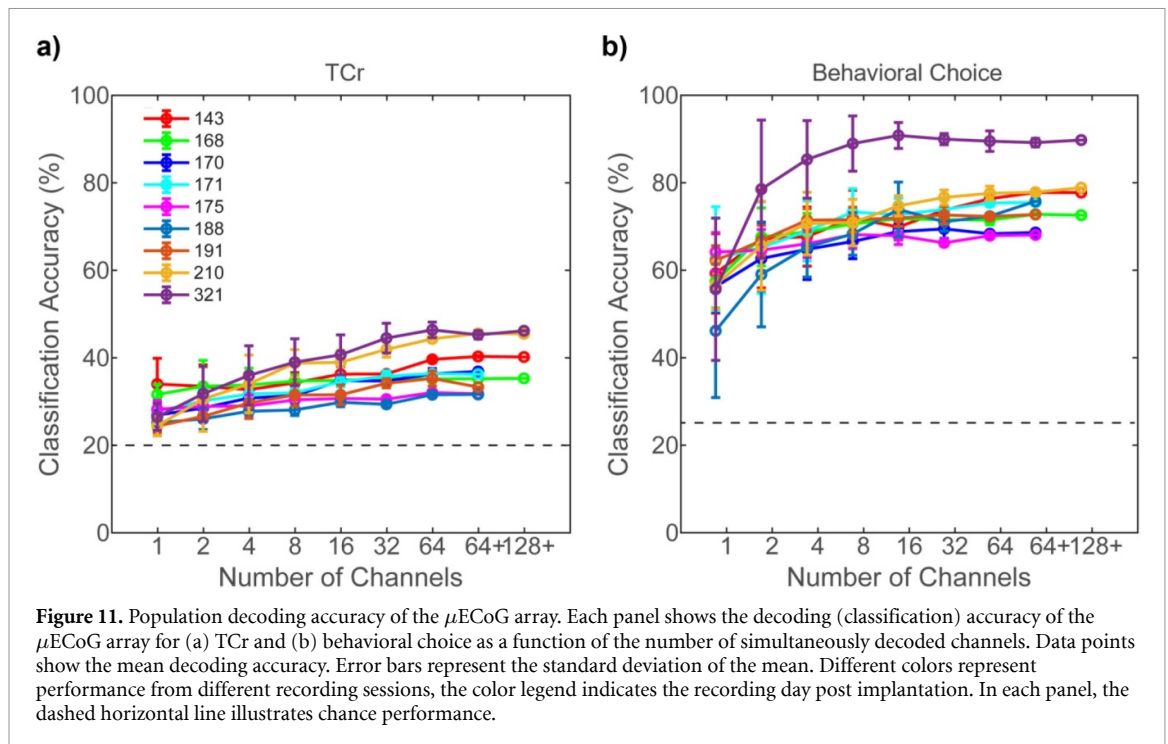 a)
TCr
100
80
60
40
20
0
Classification Accuracy (%)
143
168
170
171
175
188
191
210
321
1 2 4 8 16 32 64 64+128+
Number of Channels
b)
Behavioral Choice
100
80
60
40
20
0
Classification Accuracy (%)
1 2 4 8 16 32 64 64+128+
Number of Channels
Figure 11. Population decoding accuracy of the μECoG array. Each panel shows the decoding (classification) accuracy of the
μECoG array for (a) TCr and (b) behavioral choice as a function of the number of simultaneously decoded channels. Data points
show the mean decoding accuracy. Error bars represent the standard deviation of the mean. Different colors represent
performance from different recording sessions, the color legend indicates the recording day post implantation. In each panel, the
dashed horizontal line illustrates chance performance.